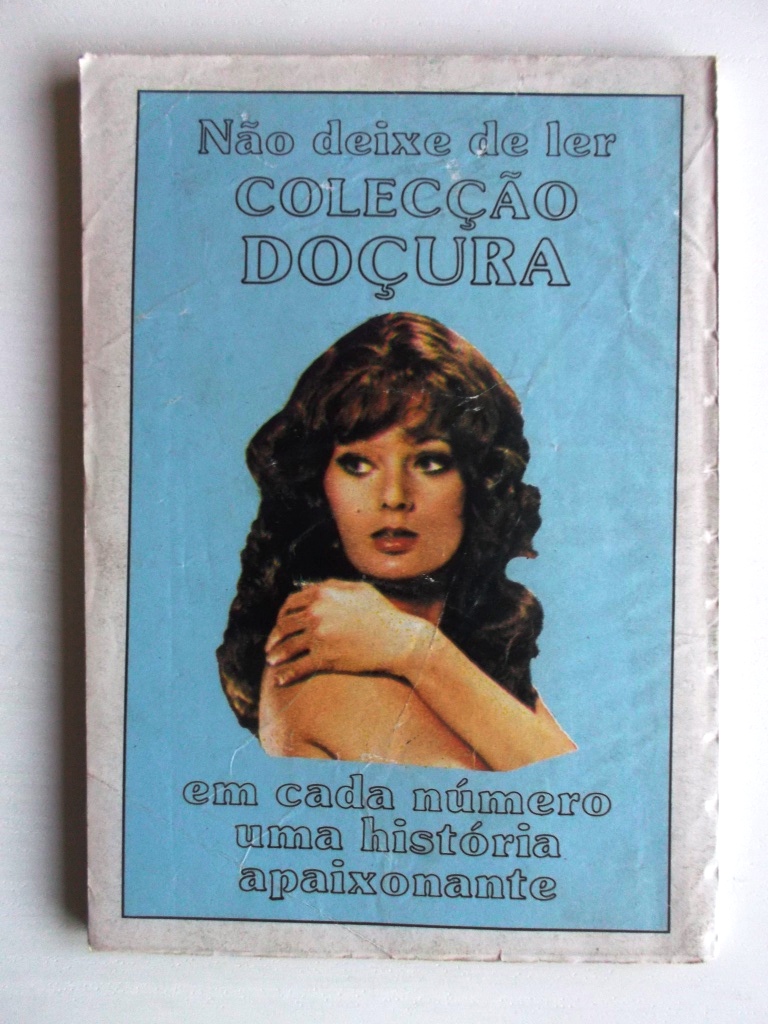 Não deixe de ler
COLECÇÃO
DOÇURA
em cada número
uma história
apaixonante